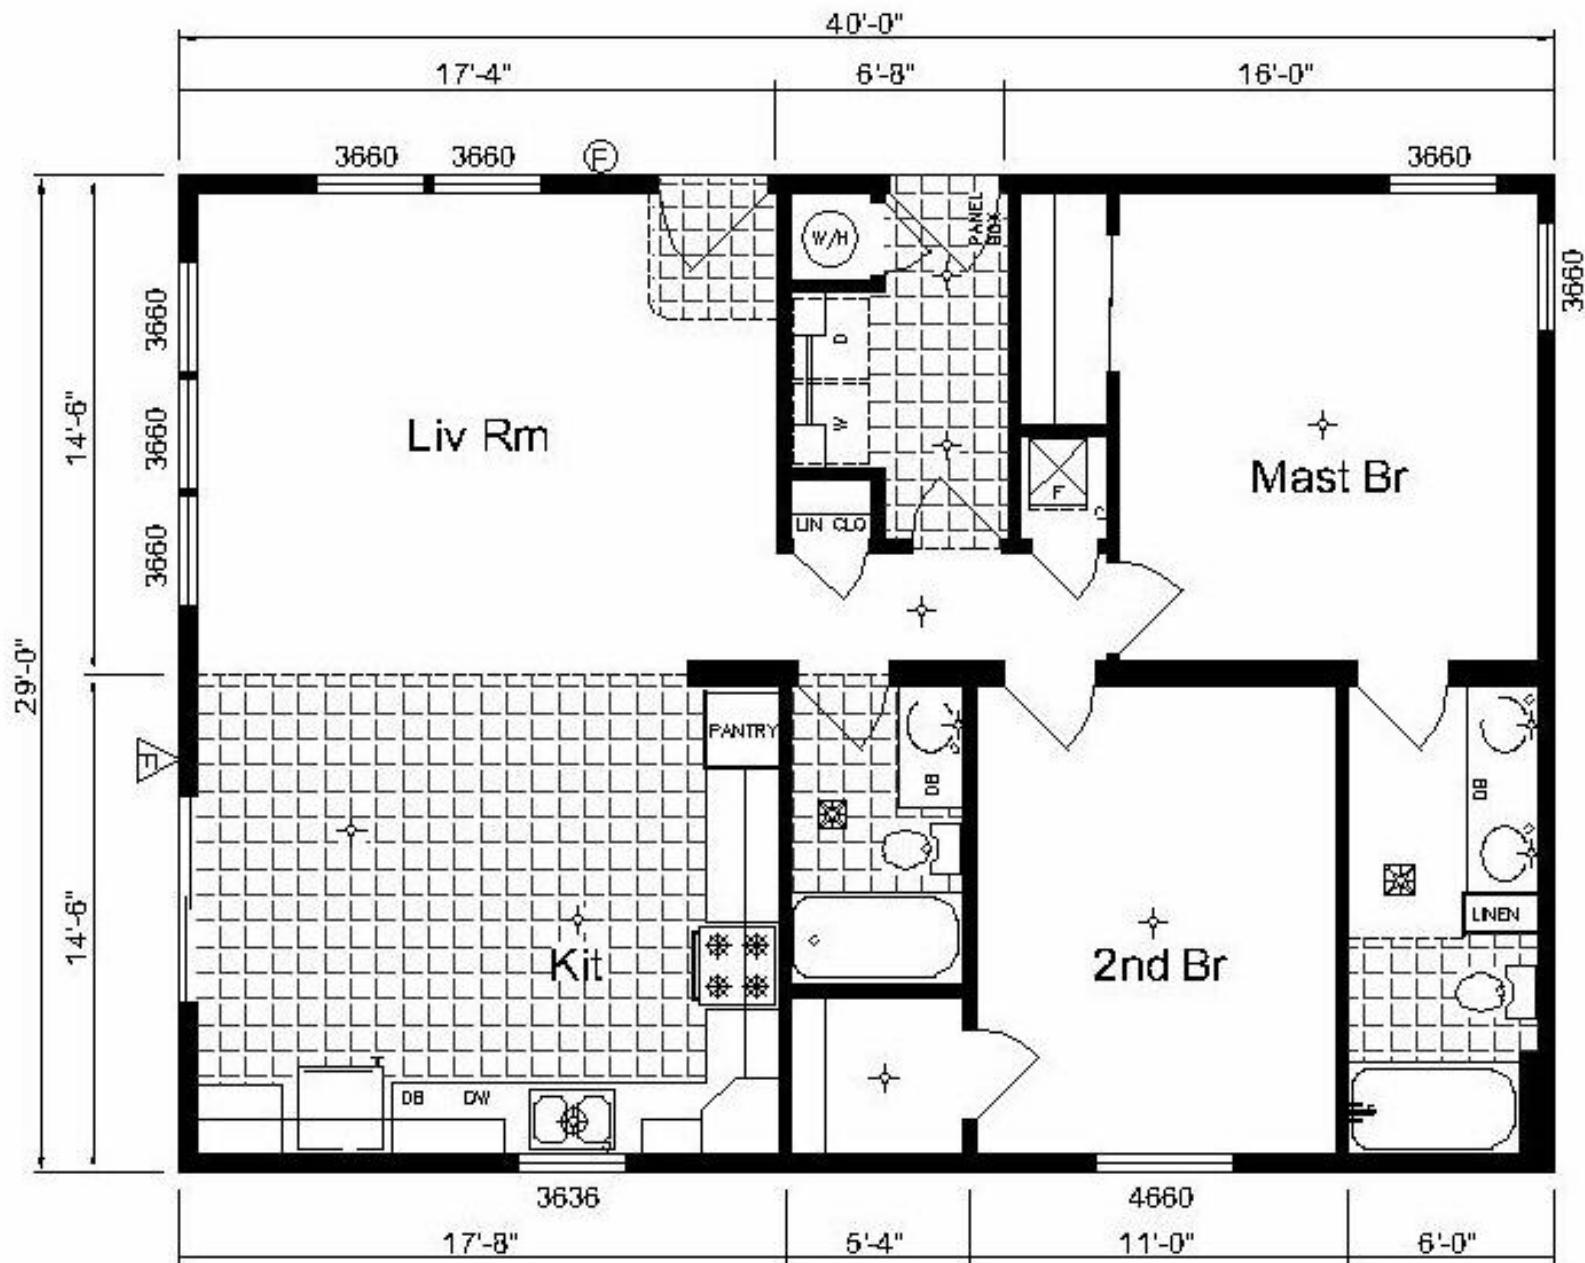 40'-0"
17'-4" 6'-8" 16'-0"
3660 3660 F 3660
PANEL BOX
W/H
3660
3660
D
14'-6"
3660
Liv Rm
W
Mast Br
F
LIN CLO
3660
29'-0"
PANTRY
E
DB
DB
LINEN
14'-6"
Kit
2nd Br
DB DW
3636 4660
17'-8" 5'-4" 11'-0" 6'-0"